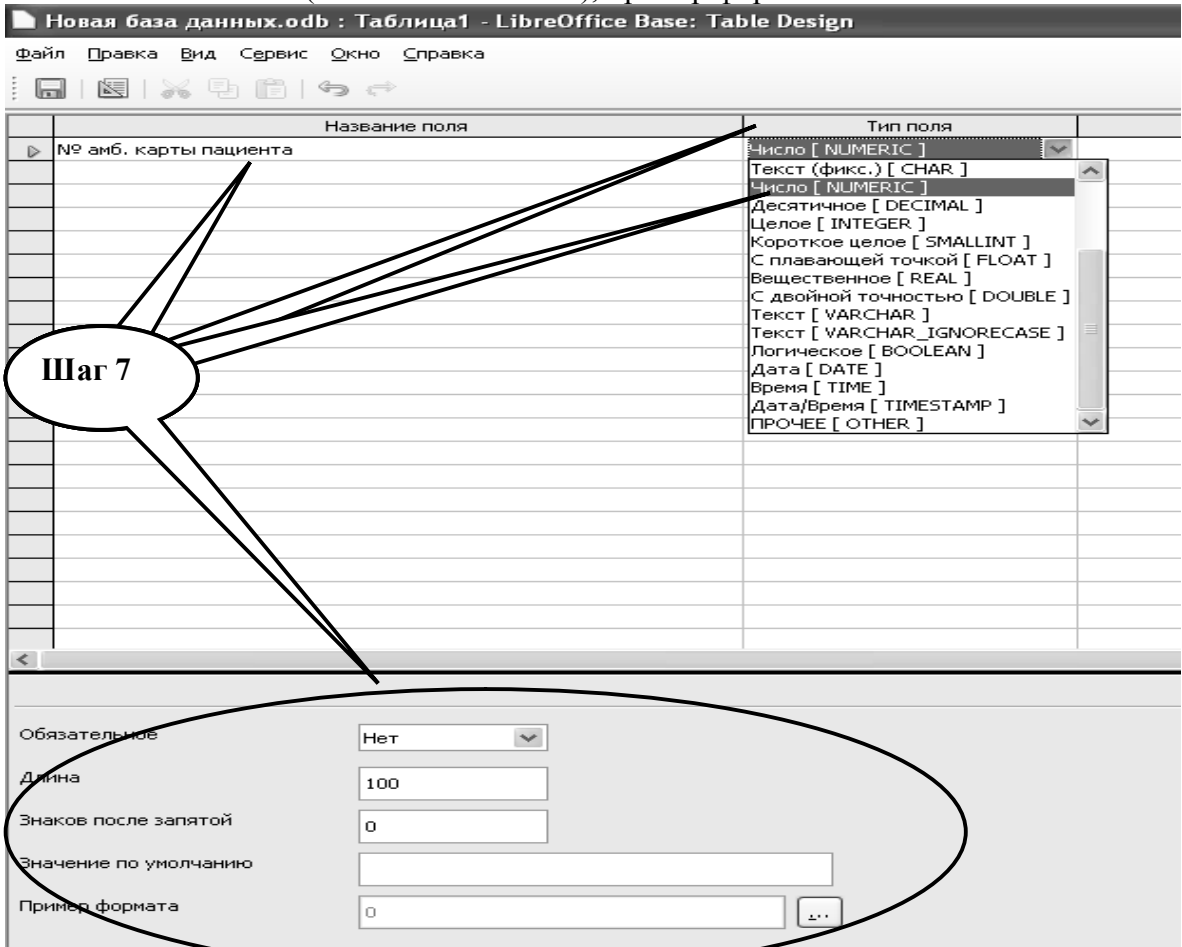 Новая база данных.odb : Таблица1 - LibreOffice Base: Table Design
Файл Правка Вид Сервис Окно Справка
Название поля Тип поля
№ амб. карты пациента Число [ NUMERIC ]
Текст (фикс.) [ CHAR ]
Число [ NUMERIC ]
Десятичное [ DECIMAL ]
Целое [ INTEGER ]
Короткое целое [ SMALLINT ]
С плавающей точкой [ FLOAT ]
Вещественное [ REAL ]
С двойной точностью [ DOUBLE ]
Текст [ VARCHAR ]
Текст [ VARCHAR_IGNORECASE ]
Логическое [ BOOLEAN ]
Дата [ DATE ]
Время [ TIME ]
Дата/Время [ TIMESTAMP ]
ПРОЧЕЕ [ OTHER ]
Шаг 7
Обязательное Нет
Длина 100
Знаков после запятой 0
Значение по умолчанию
Пример формата 0 ...